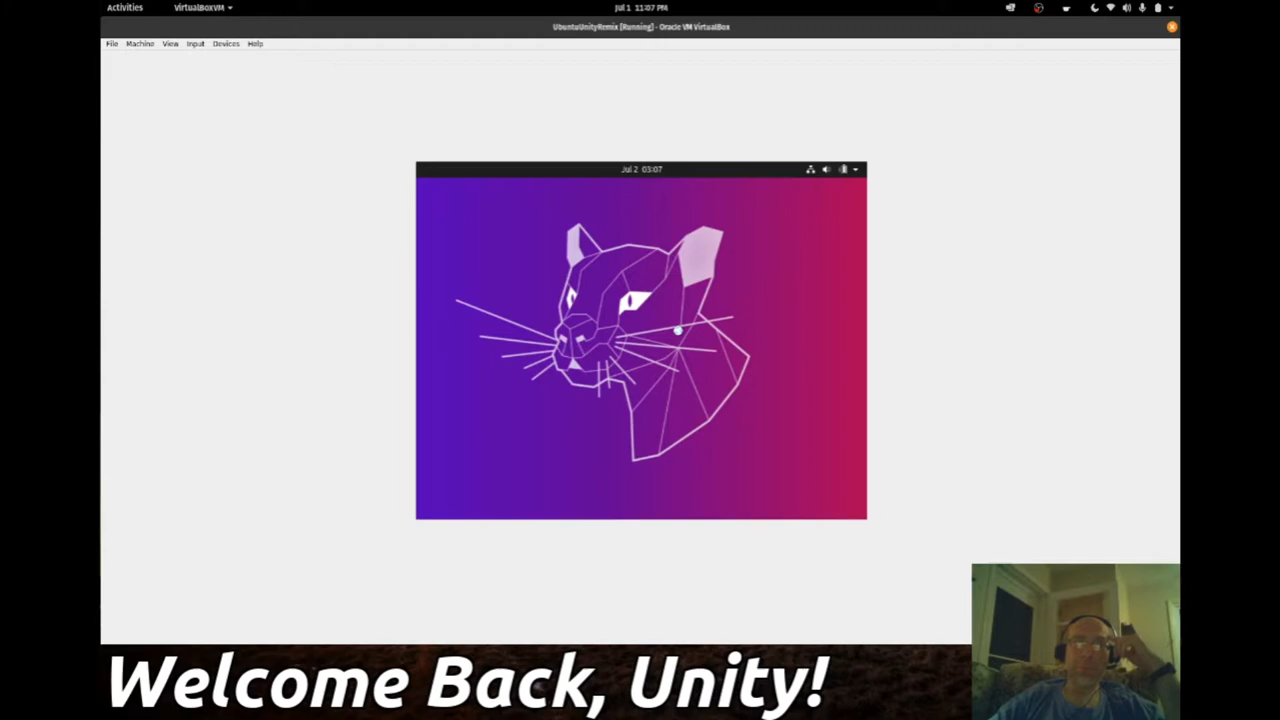 Activities VirtualBoxVM Jul 1 11:07 PM
UbuntuUnityRemix [Running] - Oracle VM VirtualBox
File Machine View Input Devices Help
Jul 2 03:07
Welcome Back, Unity!